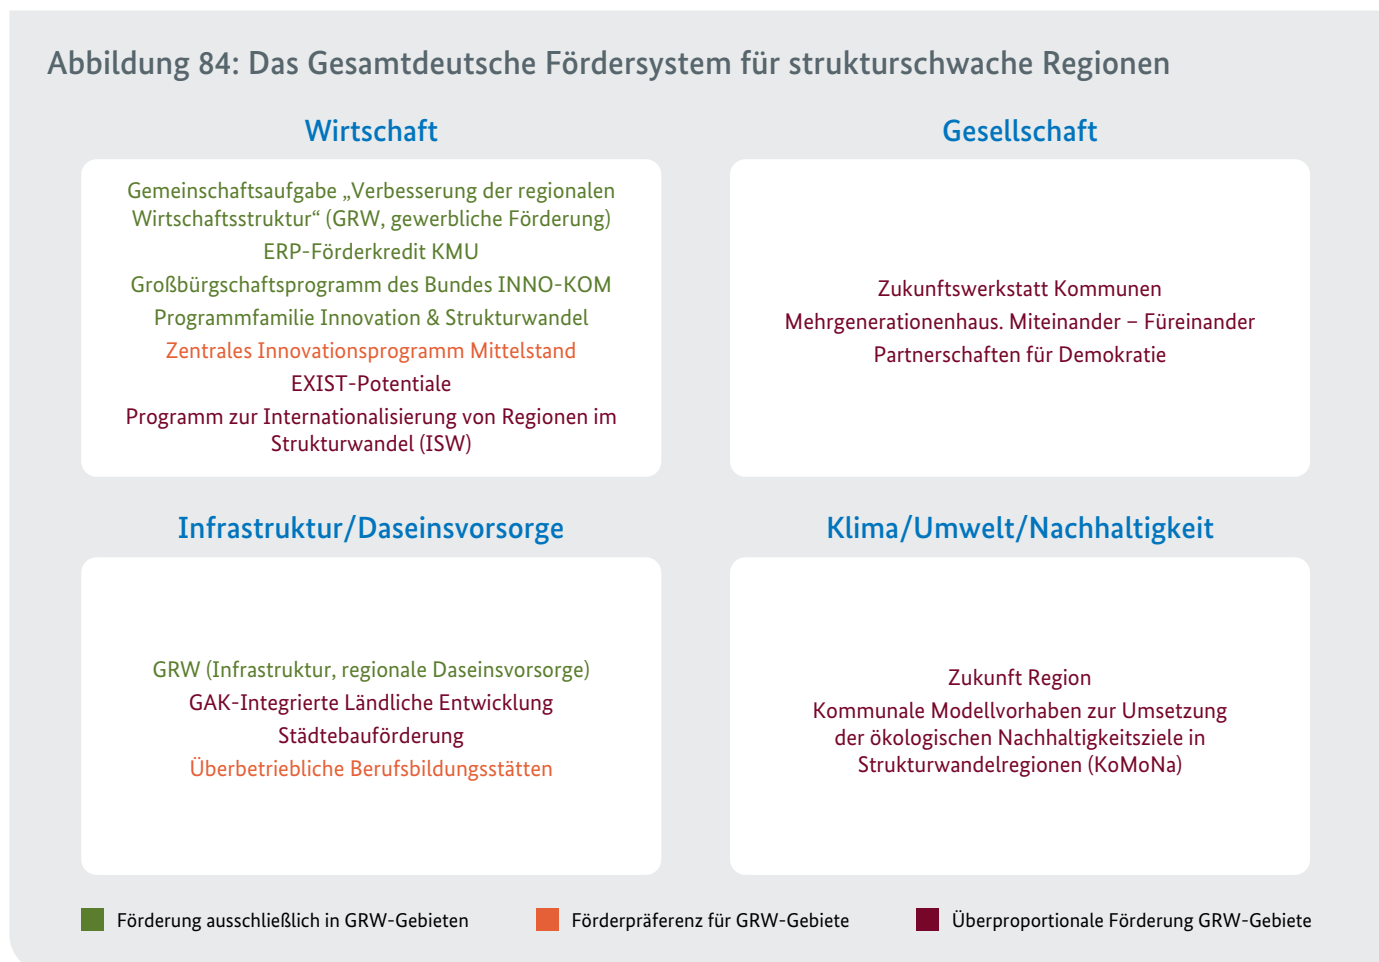 Abbildung 84: Das Gesamtdeutsche Fördersystem für strukturschwache Regionen
Wirtschaft
Gemeinschaftsaufgabe „Verbesserung der regionalen
Wirtschaftsstruktur“ (GRW, gewerbliche Förderung)
ERP-Förderkredit KMU
Großbürgschaftsprogramm des Bundes INNO-KOM
Programmfamilie Innovation & Strukturwandel
Zentrales Innovationsprogramm Mittelstand
EXIST-Potentiale
Programm zur Internationalisierung von Regionen im
Strukturwandel (ISW)
Gesellschaft
Zukunftswerkstatt Kommunen
Mehrgenerationenhaus. Miteinander – Füreinander
Partnerschaften für Demokratie
Infrastruktur/Daseinsvorsorge
GRW (Infrastruktur, regionale Daseinsvorsorge)
GAK-Integrierte Ländliche Entwicklung
Städtebauförderung
Überbetriebliche Berufsbildungsstätten
Klima/Umwelt/Nachhaltigkeit
Zukunft Region
Kommunale Modellvorhaben zur Umsetzung
der ökologischen Nachhaltigkeitsziele in
Strukturwandelregionen (KoMoNa)
Förderung ausschließlich in GRW-Gebieten
Förderpräferenz für GRW-Gebiete
Überproportionale Förderung GRW-Gebiete